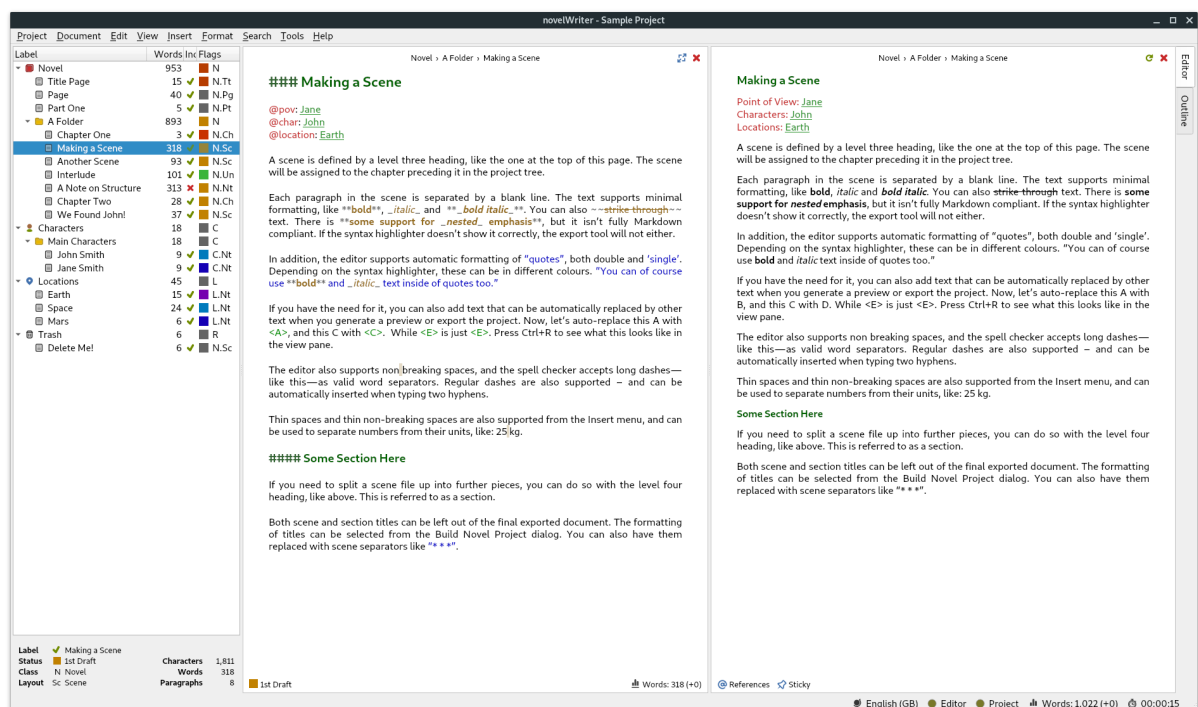 novelWriter - Sample Project
Project Document Edit View Insert Format Search Tools Help
Label Words Inc Flags
Novel 953 N
Title Page 15 N.Tt
Page 40 N.Pg
Part One 5 N.Pt
A Folder 893 N
Chapter One 3 N.Ch
Making a Scene 318 N.Sc
Another Scene 93 N.Sc
Interlude 101 N.Un
A Note on Structure 313 N.Nt
Chapter Two 28 N.Ch
We Found John! 37 N.Sc
Characters 18 C
Main Characters 18 C
John Smith 9 C.Nt
Jane Smith 9 C.Nt
Locations 45 L
Earth 15 L.Nt
Space 24 L.Nt
Mars 6 L.Nt
Trash 6 R
Delete Me! 6 N.Sc
Label Making a Scene
Status 1st Draft Characters 1,811
Class N Novel Words 318
Layout Sc Scene Paragraphs 8
Novel › A Folder › Making a Scene
### Making a Scene
@pov: Jane
@char: John
@location: Earth
A scene is defined by a level three heading, like the one at the top of this page. The scene
will be assigned to the chapter preceding it in the project tree.
Each paragraph in the scene is separated by a blank line. The text supports minimal
formatting, like **bold**, _italic_ and **_bold italic_**. You can also ~~strike through~~
text. There is **some support for _nested_ emphasis**, but it isn’t fully Markdown
compliant. If the syntax highlighter doesn’t show it correctly, the export tool will not either.
In addition, the editor supports automatic formatting of “quotes”, both double and ‘single’.
Depending on the syntax highlighter, these can be in different colours. “You can of course
use **bold** and _italic_ text inside of quotes too.”
If you have the need for it, you can also add text that can be automatically replaced by other
text when you generate a preview or export the project. Now, let’s auto-replace this A with
<A>, and this C with <C>. While <E> is just <E>. Press Ctrl+R to see what this looks like in
the view pane.
The editor also supports non breaking spaces, and the spell checker accepts long dashes—
like this—as valid word separators. Regular dashes are also supported – and can be
automatically inserted when typing two hyphens.
Thin spaces and thin non-breaking spaces are also supported from the Insert menu, and can
be used to separate numbers from their units, like: 25 kg.
#### Some Section Here
If you need to split a scene file up into further pieces, you can do so with the level four
heading, like above. This is referred to as a section.
Both scene and section titles can be left out of the final exported document. The formatting
of titles can be selected from the Build Novel Project dialog. You can also have them
replaced with scene separators like “* * *”.
1st Draft Words: 318 (+0)
Novel › A Folder › Making a Scene
Making a Scene
Point of View: Jane
Characters: John
Locations: Earth
A scene is defined by a level three heading, like the one at the top of this page. The scene
will be assigned to the chapter preceding it in the project tree.
Each paragraph in the scene is separated by a blank line. The text supports minimal
formatting, like bold, italic and bold italic. You can also strike through text. There is some
support for nested emphasis, but it isn’t fully Markdown compliant. If the syntax highlighter
doesn’t show it correctly, the export tool will not either.
In addition, the editor supports automatic formatting of “quotes”, both double and ‘single’.
Depending on the syntax highlighter, these can be in different colours. “You can of course
use bold and italic text inside of quotes too.”
If you have the need for it, you can also add text that can be automatically replaced by other
text when you generate a preview or export the project. Now, let’s auto-replace this A with
B, and this C with D. While <E> is just <E>. Press Ctrl+R to see what this looks like in the
view pane.
The editor also supports non breaking spaces, and the spell checker accepts long dashes—
like this—as valid word separators. Regular dashes are also supported – and can be
automatically inserted when typing two hyphens.
Thin spaces and thin non-breaking spaces are also supported from the Insert menu, and can
be used to separate numbers from their units, like: 25 kg.
Some Section Here
If you need to split a scene file up into further pieces, you can do so with the level four
heading, like above. This is referred to as a section.
Both scene and section titles can be left out of the final exported document. The formatting
of titles can be selected from the Build Novel Project dialog. You can also have them
replaced with scene separators like “* * *”.
References Sticky
Editor
Outline
English (GB) Editor Project Words: 1,022 (+0) 00:00:15